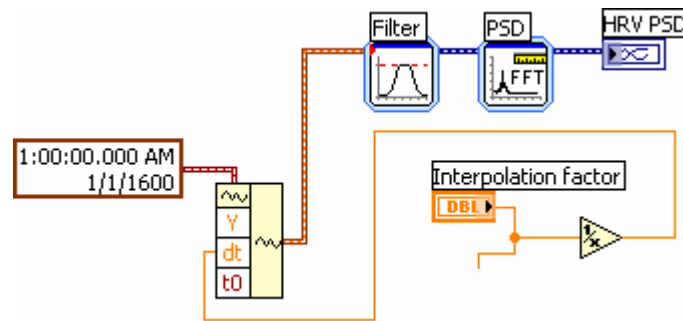 Filter
PSD
HRV PSD
FFT
1:00:00.000 AM
1/1/1600
Y
dt
t0
Interpolation factor
DBL
1/x